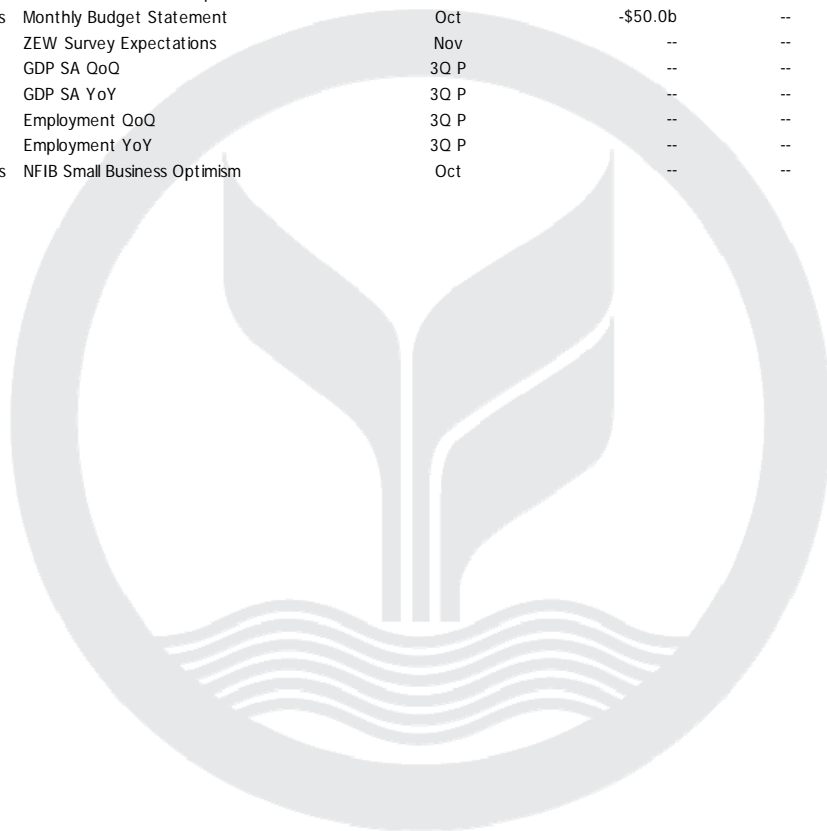 s Monthly Budget Statement Oct -$50.0b --
ZEW Survey Expectations Nov -- --
GDP SA QoQ 3Q P -- --
GDP SA YoY 3Q P -- --
Employment QoQ 3Q P -- --
Employment YoY 3Q P -- --
s NFIB Small Business Optimism Oct -- --